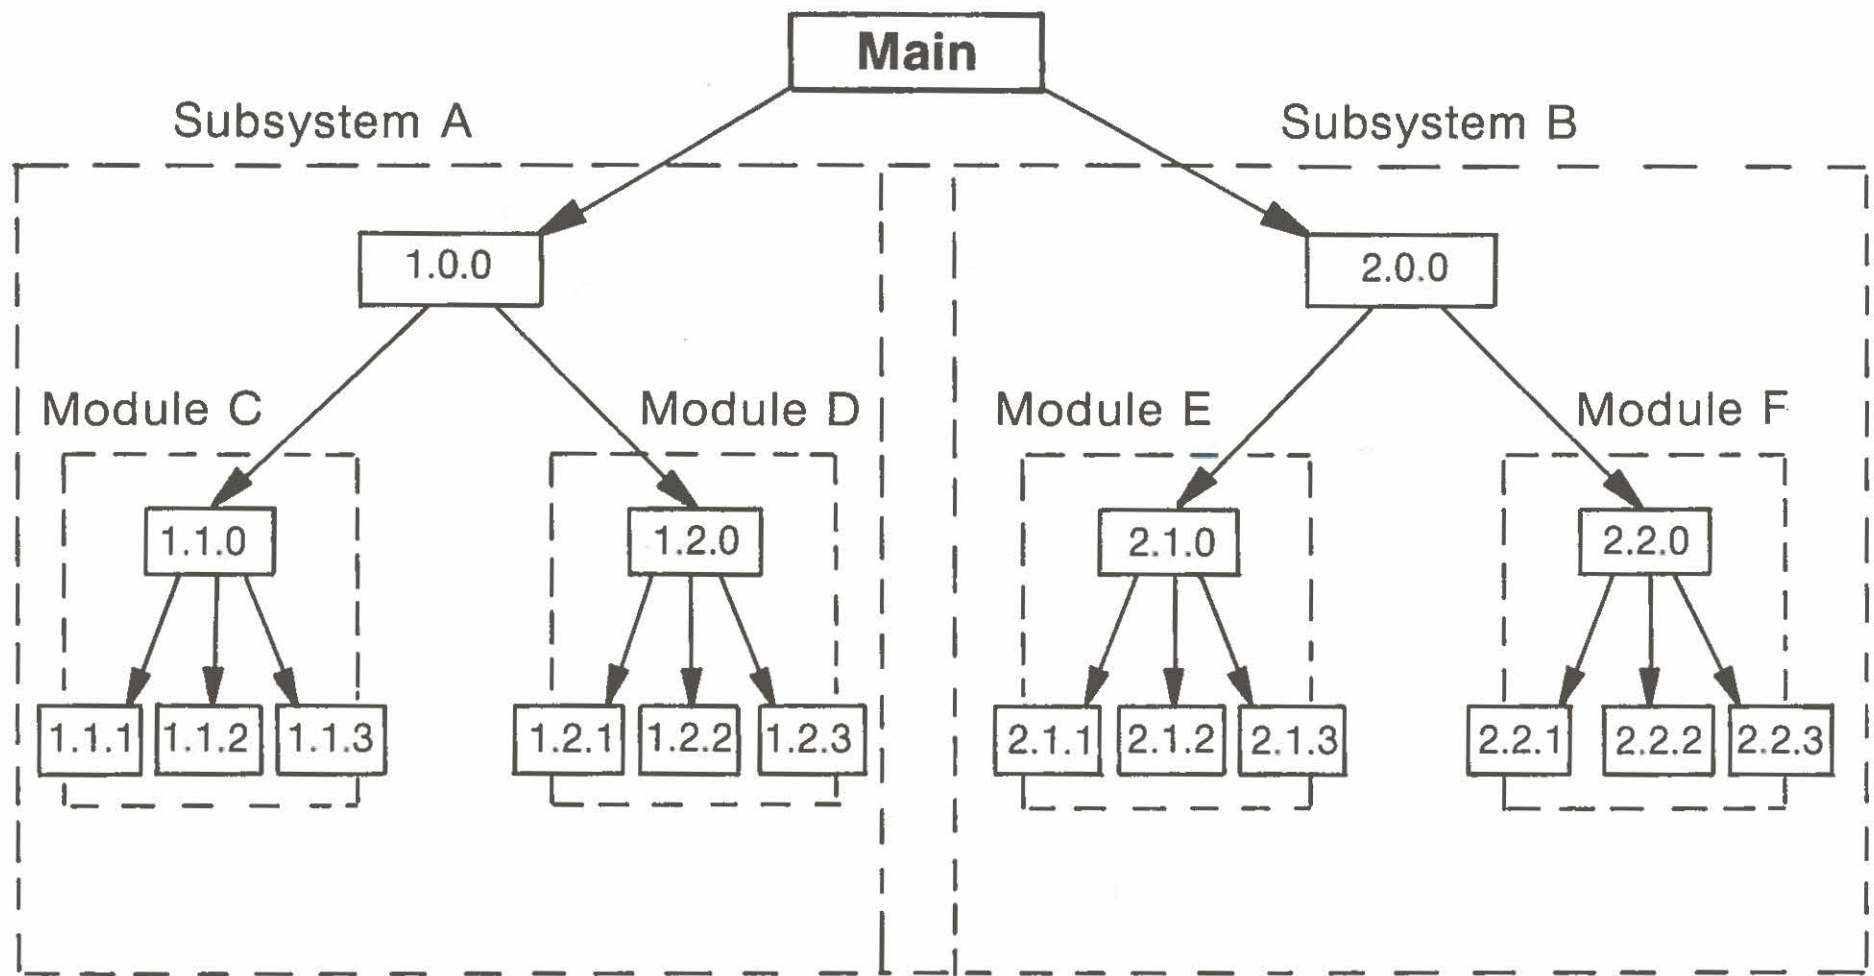 Main
Subsystem A Subsystem B
1.0.0 2.0.0
Module C Module D Module E Module F
1.1.0 1.2.0 2.1.0 2.2.0
1.1.1 1.1.2 1.1.3 1.2.1 1.2.2 1.2.3 2.1.1 2.1.2 2.1.3 2.2.1 2.2.2 2.2.3